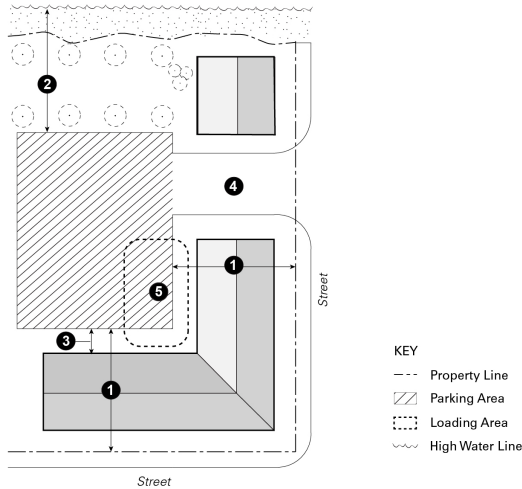 2
4
1
Street
5
3
1
Street
KEY
Property Line
Parking Area
Loading Area
High Water Line